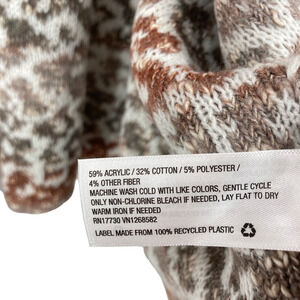 59% ACRYLIC / 32% COTTON / 5% POLYESTER /
4% OTHER FIBER
MACHINE WASH COLD WITH LIKE COLORS, GENTLE CYCLE
ONLY NON-CHLORINE BLEACH IF NEEDED, LAY FLAT TO DRY
WARM IRON IF NEEDED
RN17730 VN1268582
LABEL MADE FROM 100% RECYCLED PLASTIC